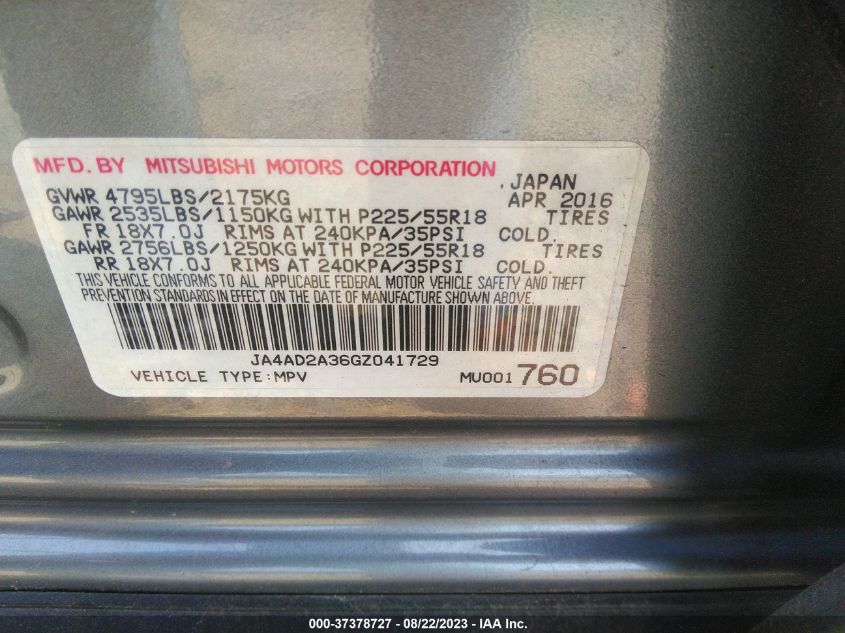 MFD. BY MITSUBISHI MOTORS CORPORATION
. JAPAN
GVWR 4795LBS/2175KG APR 2016
GAWR 2535LBS/1150KG WITH P225/55R18 TIRES
FR 18X7.0J RIMS AT 240KPA/35PSI COLD.
GAWR 2756LBS/1250KG WITH P225/55R18 TIRES
RR 18X7.0J RIMS AT 240KPA/35PSI COLD.
THIS VEHICLE CONFORMS TO ALL APPLICABLE FEDERAL MOTOR VEHICLE SAFETY AND THEFT
PREVENTION STANDARDS IN EFFECT ON THE DATE OF MANUFACTURE SHOWN ABOVE.
JA4AD2A36GZ041729
VEHICLE TYPE:MPV MU001760
000-37378727 - 08/22/2023 - IAA Inc.